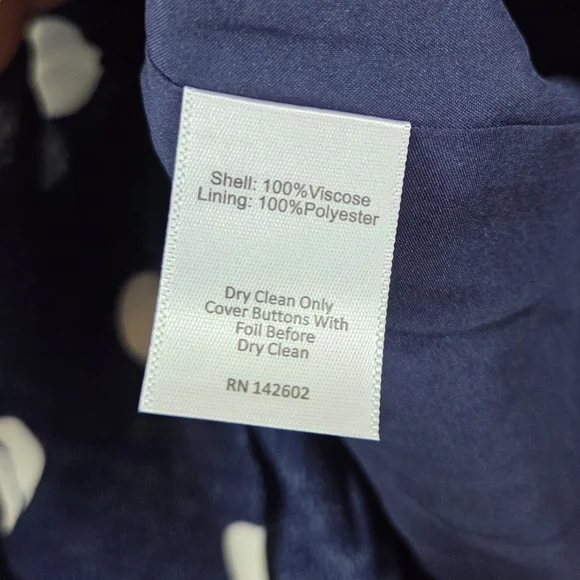 Shell: 100%Viscose
Lining: 100%Polyester
Dry Clean Only
Cover Buttons With
Foil Before
Dry Clean
RN 142602